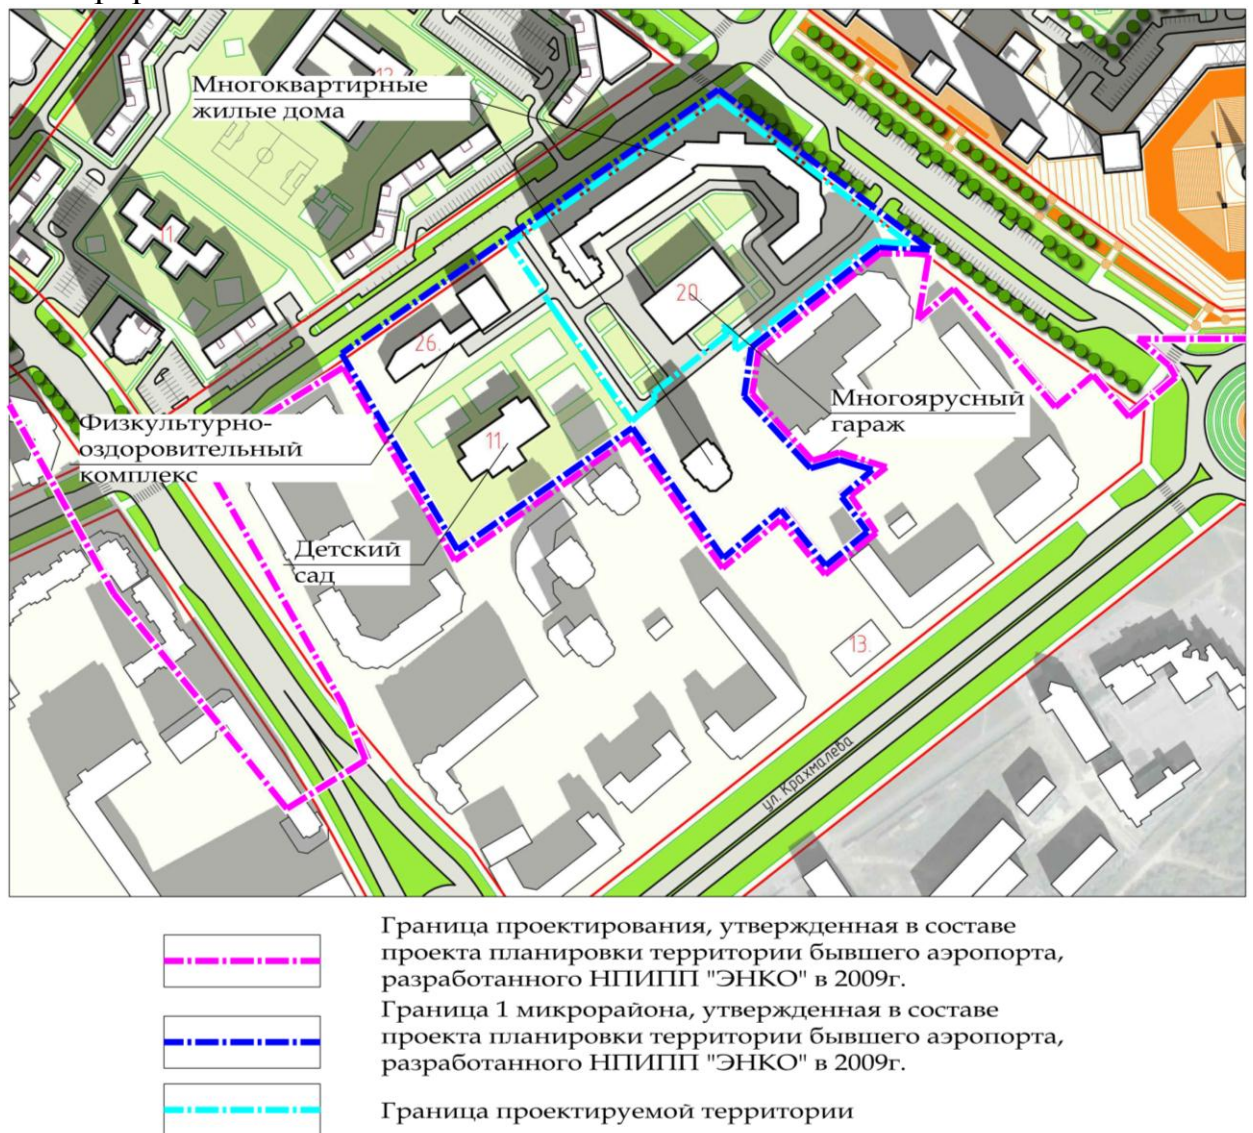 12.
Многоквартирные
жилые дома
11.
20.
26.
Многоярусный
гараж
Физкультурно-
оздоровительный
комплекс
11.
Детский
сад
13.
ул. Крахмалева
Граница проектирования, утвержденная в составе
проекта планировки территории бывшего аэропорта,
разработанного НПИПП "ЭНКО" в 2009г.
Граница 1 микрорайона, утвержденная в составе
проекта планировки территории бывшего аэропорта,
разработанного НПИПП "ЭНКО" в 2009г.
Граница проектируемой территории